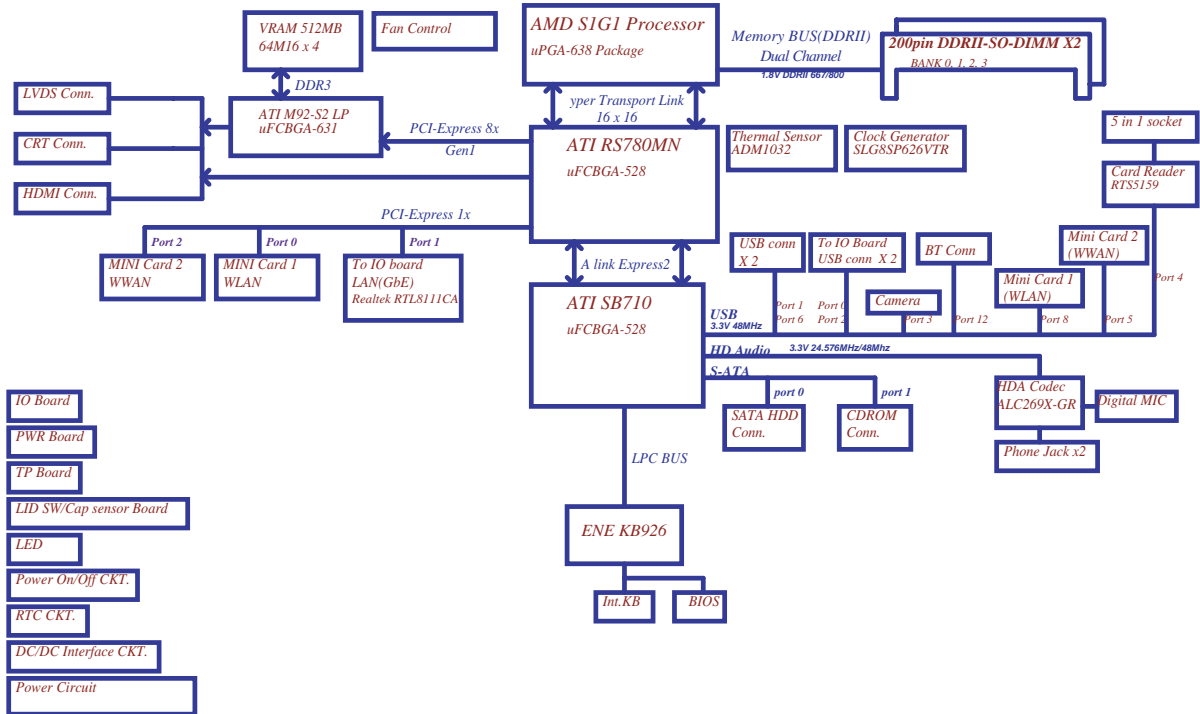 VRAM 512MB
64M16 x 4
Fan Control
AMD S1G1 Processor
uPGA-638 Package
Memory BUS(DDRII)
Dual Channel
1.8V DDRII 667/800
200pin DDRII-SO-DIMM X2
BANK 0, 1, 2, 3
DDR3
LVDS Conn.
CRT Conn.
HDMI Conn.
ATI M92-S2 LP
uFCBGA-631
PCI-Express 8x
Gen1
yper Transport Link
16 x 16
ATI RS780MN
uFCBGA-528
Thermal Sensor
ADM1032
Clock Generator
SLG8SP626VTR
5 in 1 socket
Card Reader
RTS5159
PCI-Express 1x
Port 2
Port 0
Port 1
MINI Card 2
WWAN
MINI Card 1
WLAN
To IO board
LAN(GbE)
Realtek RTL8111CA
A link Express2
USB conn
X 2
To IO Board
USB conn X 2
BT Conn
Mini Card 2
(WWAN)
Camera
Mini Card 1
(WLAN)
Port 4
ATI SB710
uFCBGA-528
USB
3.3V 48MHz
Port 1
Port 6
Port 0
Port 2
Port 3
Port 12
Port 8
Port 5
HD Audio
3.3V 24.576MHz/48Mhz
S-ATA
port 0
port 1
SATA HDD
Conn.
CDROM
Conn.
HDA Codec
ALC269X-GR
Digital MIC
Phone Jack x2
LPC BUS
ENE KB926
Int.KB
BIOS
IO Board
PWR Board
TP Board
LID SW/Cap sensor Board
LED
Power On/Off CKT.
RTC CKT.
DC/DC Interface CKT.
Power Circuit